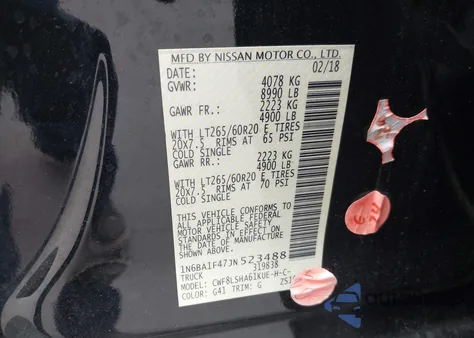 MFD BY NISSAN MOTOR CO., LTD.
DATE: 02/18
GVWR: 4078 KG
8990 LB
GAWR FR.: 2223 KG
4900 LB
WITH LT265/60R20 E TIRES
20x7.5 RIMS AT 65 PSI
COLD SINGLE
GAWR RR.: 2223 KG
4900 LB
WITH LT265/60R20 E TIRES
20x7.5 RIMS AT 70 PSI
COLD SINGLE
THIS VEHICLE CONFORMS TO
ALL APPLICABLE FEDERAL
MOTOR VEHICLE SAFETY
STANDARDS IN EFFECT ON THE
DATE OF MANUFACTURE.
1N6BA1F47JN523488
TRUCK 319838
MODEL: CWF8LSHA61KUE-H-C-
COLOR: G41 TRIM: G